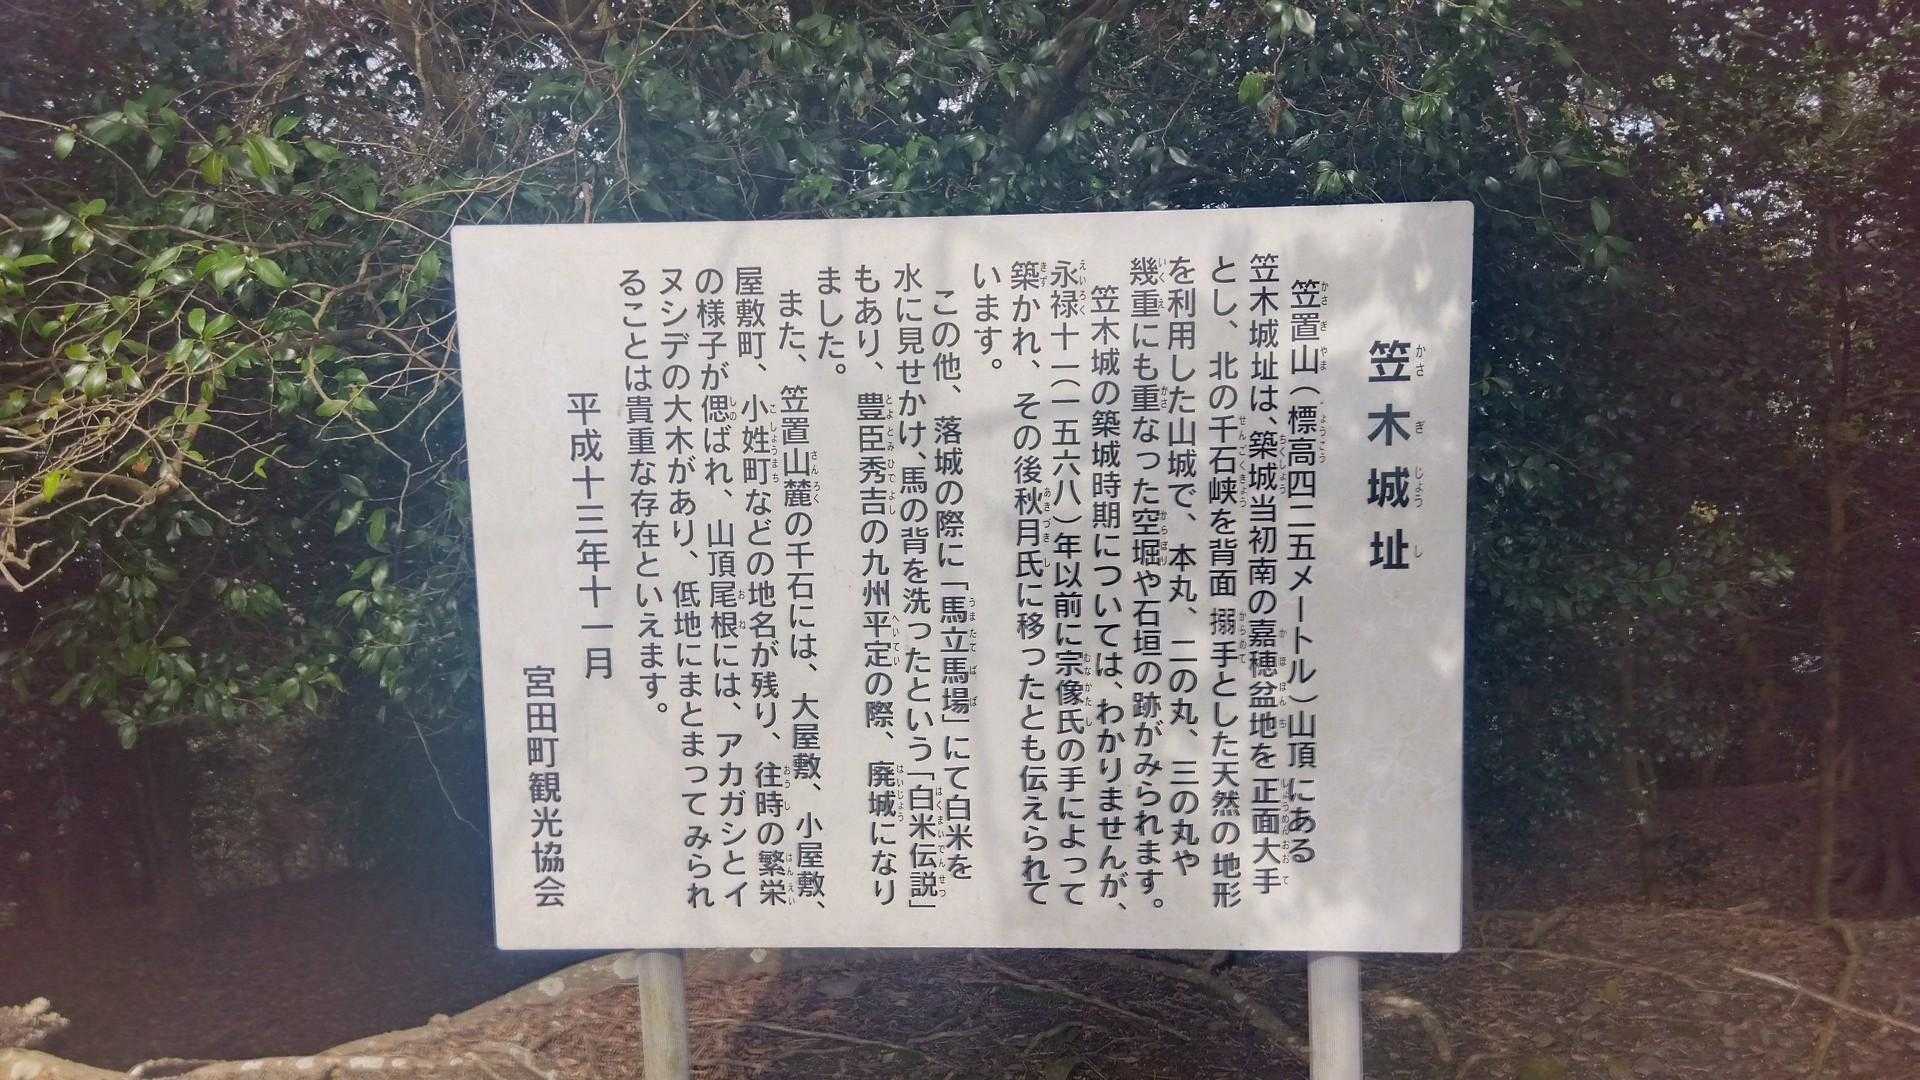 笠木城址
笠置山（標高四二五メートル）山頂にある
笠木城址は、築城当初南の嘉穂盆地を正面大手
とし、北の千石峡を背面搦手とした天然の地形
を利用した山城で、本丸、二の丸、三の丸や
幾重にも重なった空堀や石垣の跡がみられます。
笠木城の築城時期については、わかりませんが、
永禄十一（一五六八）年以前に宗像氏の手によって
築かれ、その後秋月氏に移ったとも伝えられて
います。
この他、落城の際に「馬立馬場」にて白米を
水に見せかけ、馬の背を洗ったという「白米伝説」
もあり、豊臣秀吉の九州平定の際、廃城になり
ました。
また、笠置山麓の千石には、大屋敷、小屋敷、
屋敷町、小姓町などの地名が残り、往時の繁栄
の様子が偲ばれ、山頂尾根には、アカガシとイ
ヌシデの大木があり、低地にまとまってみられ
ることは貴重な存在といえます。
平成十三年十一月
宮田町観光協会